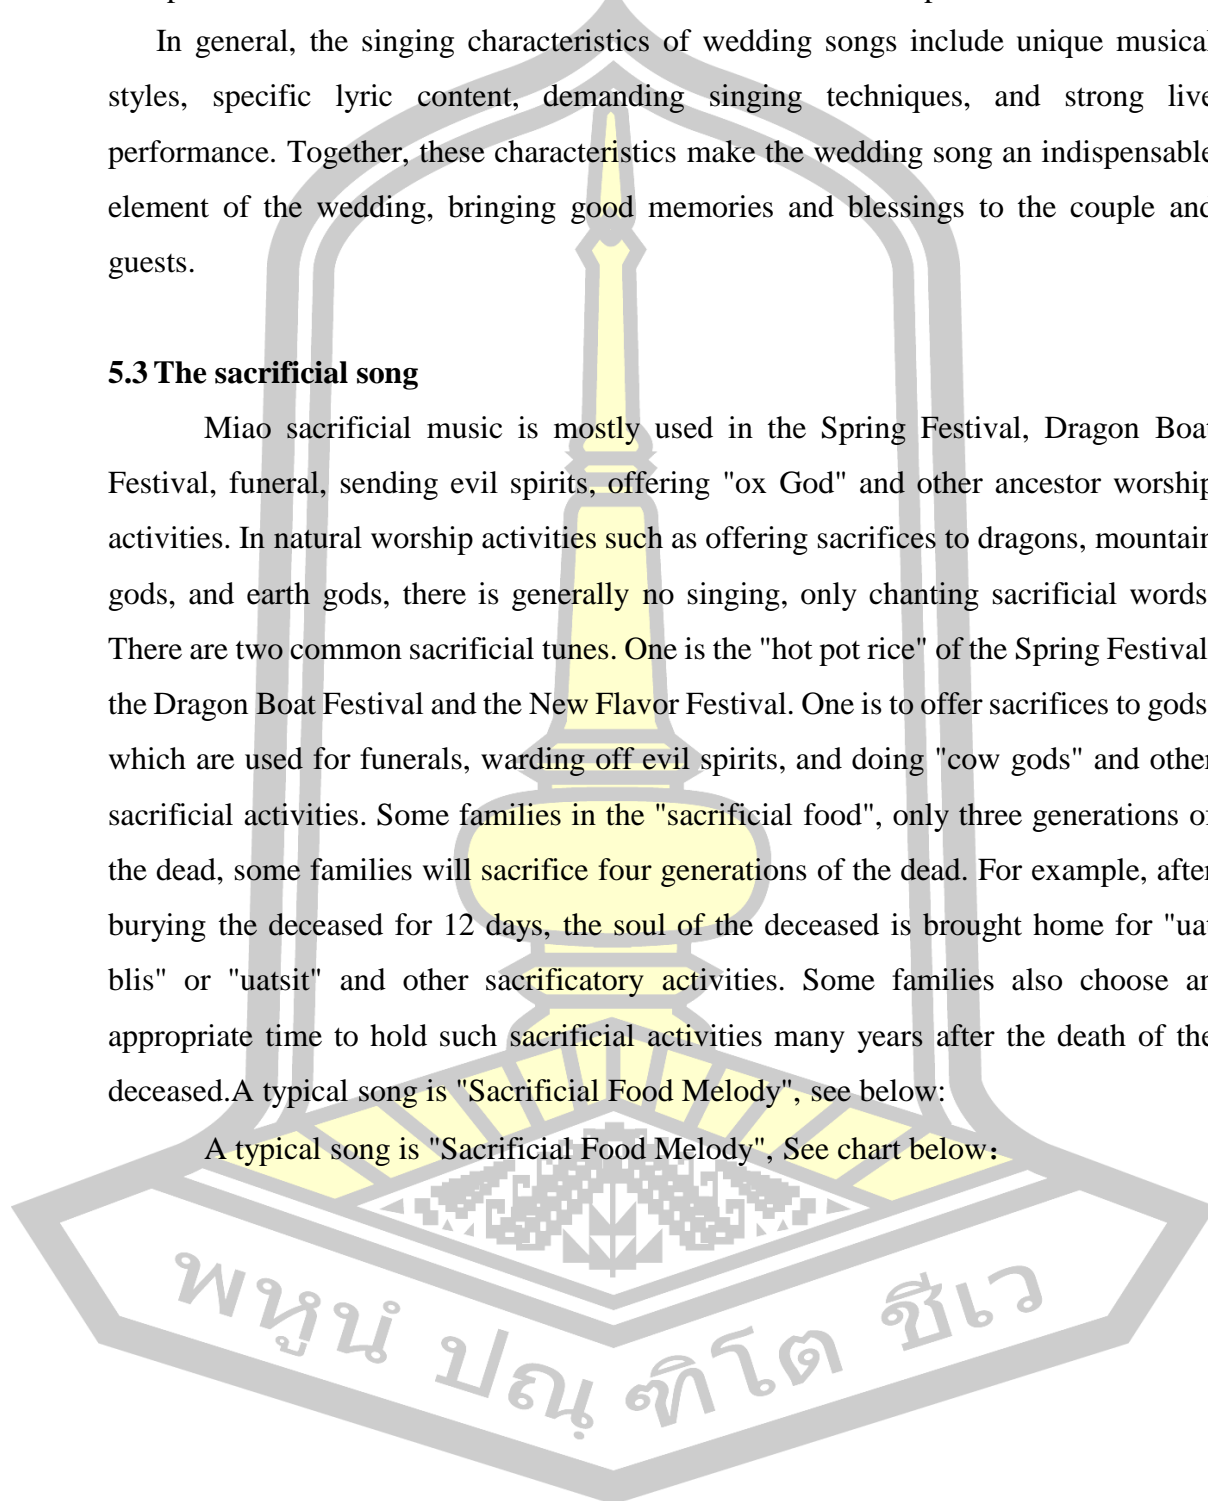 In general, the singing characteristics of wedding songs include unique musical
styles, specific lyric content, demanding singing techniques, and strong live
performance. Together, these characteristics make the wedding song an indispensable
element of the wedding, bringing good memories and blessings to the couple and
guests.
5.3 The sacrificial song
Miao sacrificial music is mostly used in the Spring Festival, Dragon Boat
Festival, funeral, sending evil spirits, offering "ox God" and other ancestor worship
activities. In natural worship activities such as offering sacrifices to dragons, mountain
gods, and earth gods, there is generally no singing, only chanting sacrificial words.
There are two common sacrificial tunes. One is the "hot pot rice" of the Spring Festival,
the Dragon Boat Festival and the New Flavor Festival. One is to offer sacrifices to gods,
which are used for funerals, warding off evil spirits, and doing "cow gods" and other
sacrificial activities. Some families in the "sacrificial food", only three generations of
the dead, some families will sacrifice four generations of the dead. For example, after
burying the deceased for 12 days, the soul of the deceased is brought home for "uat
blis" or "uatsit" and other sacrificatory activities. Some families also choose an
appropriate time to hold such sacrificial activities many years after the death of the
deceased.A typical song is "Sacrificial Food Melody", see below:
A typical song is "Sacrificial Food Melody", See chart below：
พหูนํ ปณฺฑิโต ชีเว